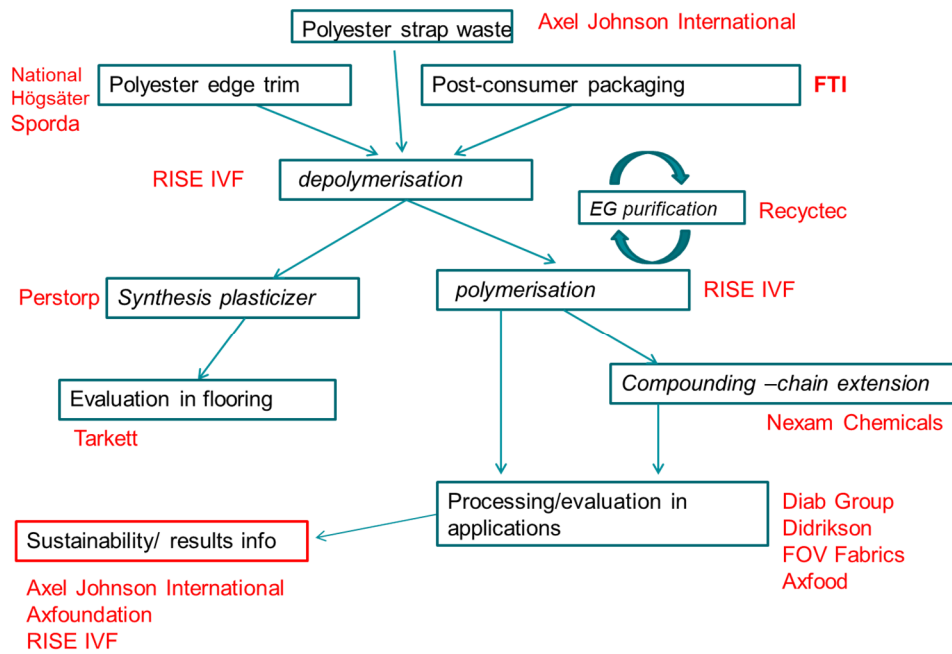 Polyester strap waste
Axel Johnson International
National
Högsäter
Sporda
Polyester edge trim
Post-consumer packaging
FTI
RISE IVF
depolymerisation
EG purification
Recyctec
Perstorp
Synthesis plasticizer
polymerisation
RISE IVF
Evaluation in flooring
Tarkett
Compounding –chain extension
Nexam Chemicals
Processing/evaluation in
applications
Diab Group
Didrikson
FOV Fabrics
Axfood
Sustainability/ results info
Axel Johnson International
Axfoundation
RISE IVF